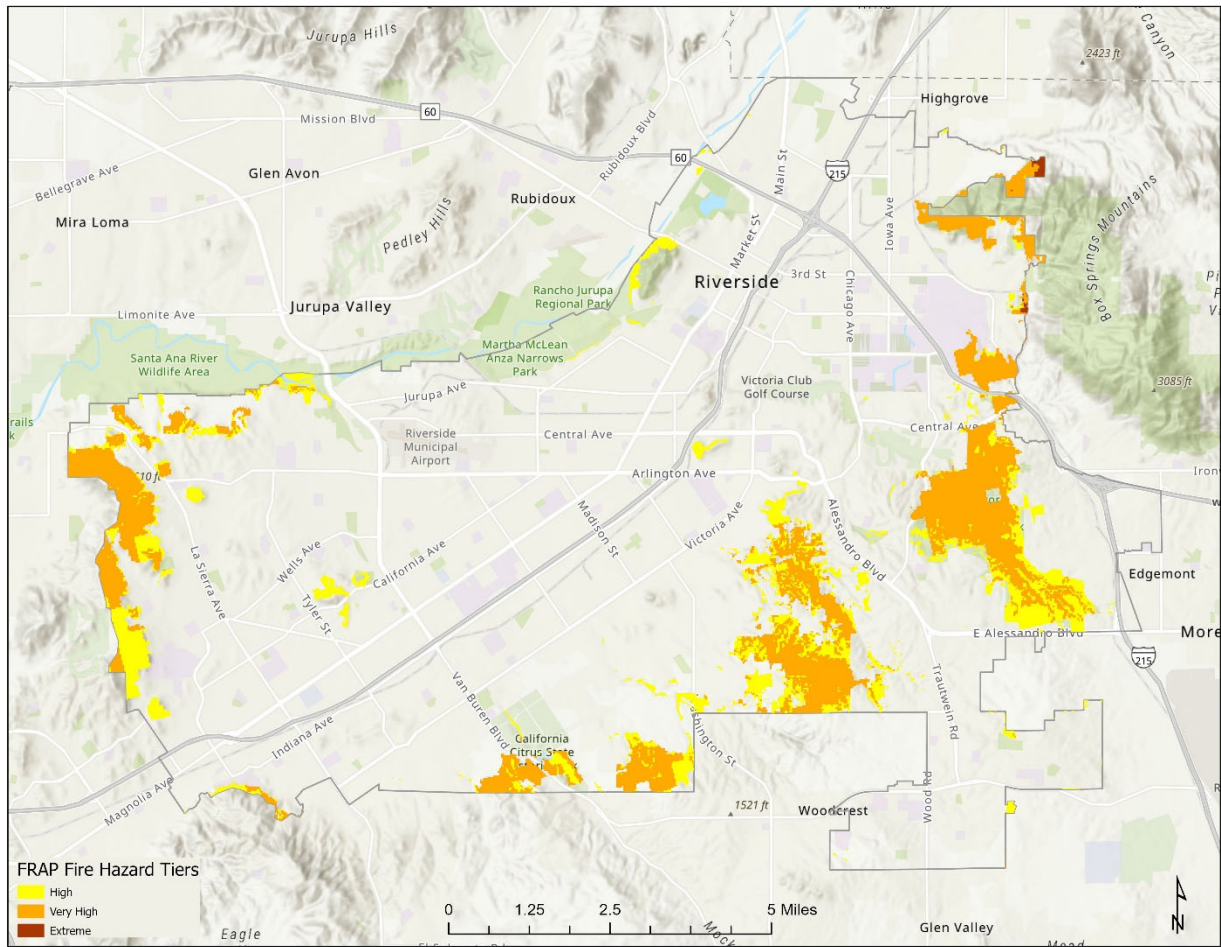 Jurupa Hills
Canyon
2423 ft
Highgrove
60
Mission Blvd
Rubidoux Blvd
60
Main St
215
Bellegrave Ave
Glen Avon
Rubidoux
Iowa Ave
Mira Loma
Pedley Hills
Market St
Box Springs Mountains
3rd St
Riverside
Chicago Ave
Rancho Jurupa
Regional Park
Jurupa Valley
Limonite Ave
Martha McLean
Anza Narrows
Park
Santa Ana River
Wildlife Area
3085 ft
Victoria Club
Golf Course
Jurupa Ave
Central Ave
Central Ave
Riverside
Municipal
Airport
Arlington Ave
610 ft
Madison St
Victoria Ave
Alessandro Blvd
La Sierra Ave
Wells Ave
California Ave
Tyler St
Edgemont
E Alessandro Blvd
More
215
Van Buren Blvd
Trautwein Rd
Indiana Ave
California
Citrus State
shington St
Magnolia Ave
Wood Rd
1521 ft
Woodcrest
FRAP Fire Hazard Tiers
High
Very High
Extreme
0 1.25 2.5 5 Miles
N
Eagle
Glen Valley